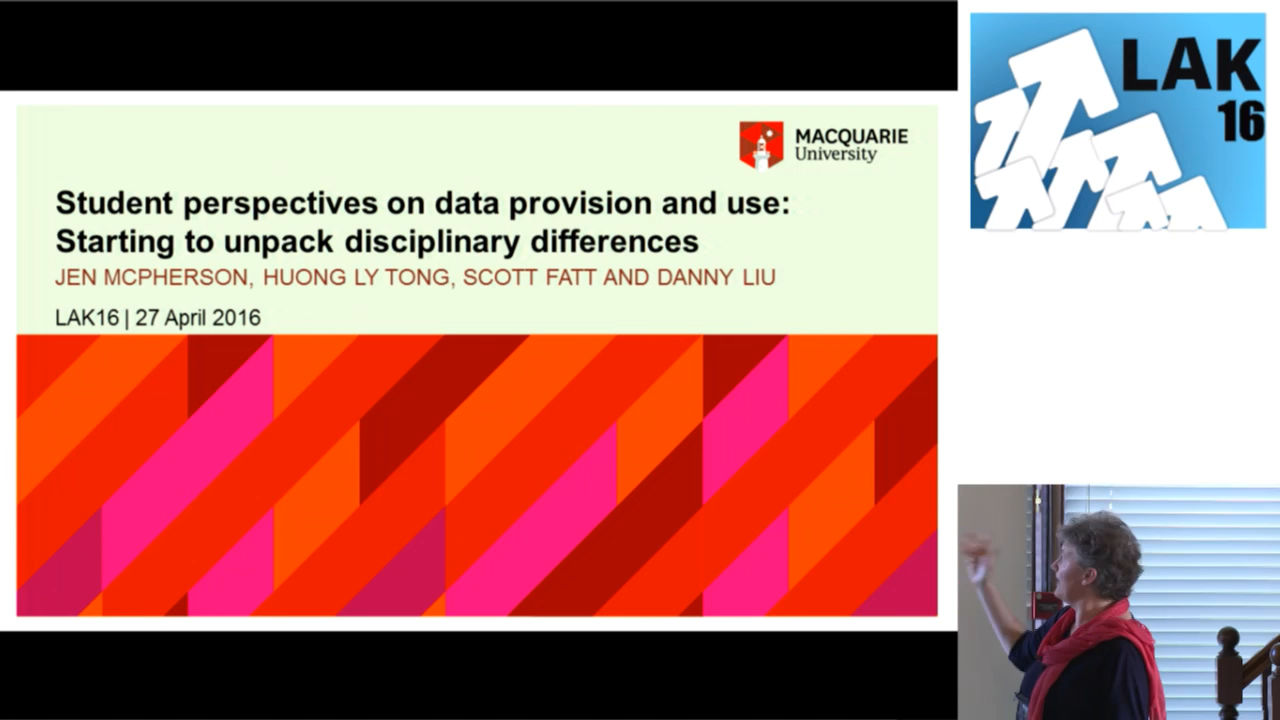 MACQUARIE
University
Student perspectives on data provision and use:
Starting to unpack disciplinary differences
JEN MCPHERSON, HUONG LY TONG, SCOTT FATT AND DANNY LIU
LAK16 | 27 April 2016
LAK
16